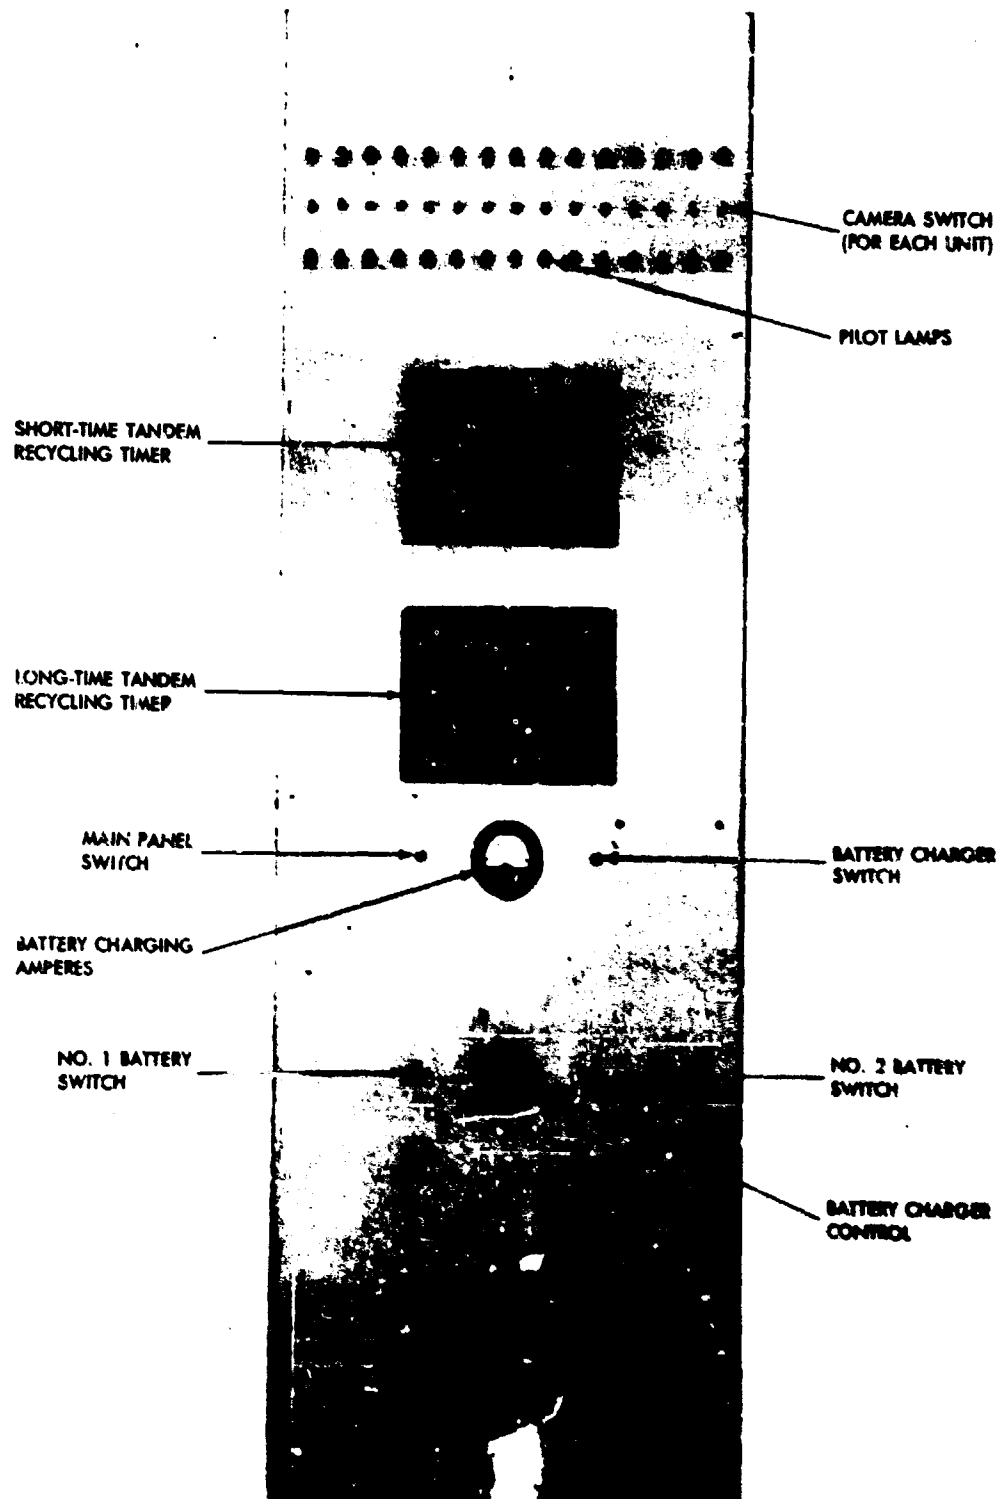 CAMERA SWITCH
(FOR EACH UNIT)
PILOT LAMPS
SHORT-TIME TANDEM
RECYCLING TIMER
LONG-TIME TANDEM
RECYCLING TIMER
MAIN PANEL
SWITCH
BATTERY CHARGER
SWITCH
BATTERY CHARGING
AMPERES
NO. 1 BATTERY
SWITCH
NO. 2 BATTERY
SWITCH
BATTERY CHARGER
CONTROL